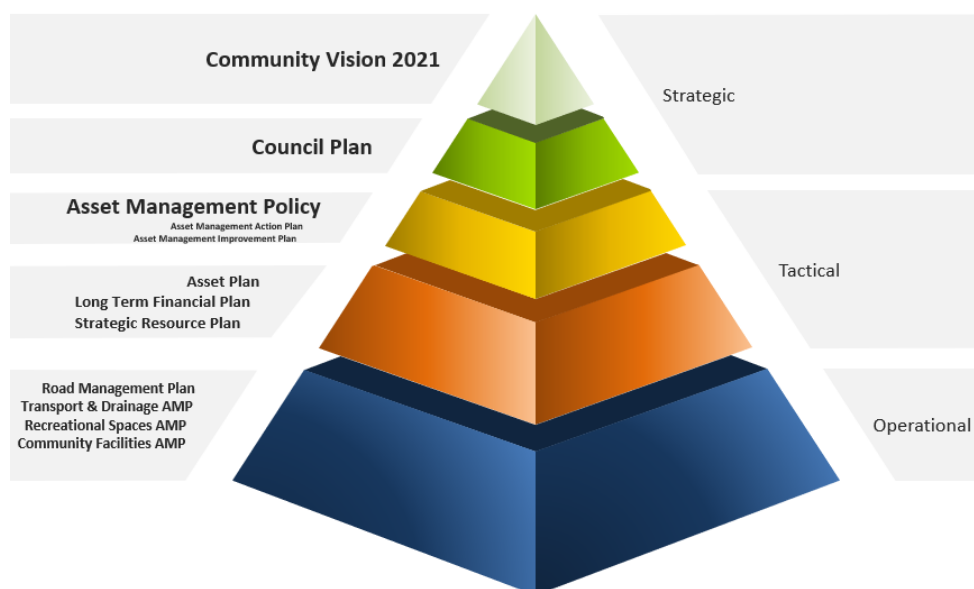 Community Vision 2021
Strategic
Council Plan
Asset Management Policy
Asset Management Action Plan
Asset Management Improvement Plan
Tactical
Asset Plan
Long Term Financial Plan
Strategic Resource Plan
Road Management Plan
Transport & Drainage AMP
Recreational Spaces AMP
Community Facilities AMP
Operational